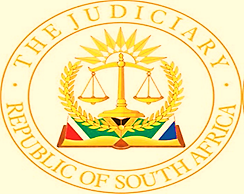 · THE JUDICIARY ·
REPUBLIC OF SOUTH AFRICA